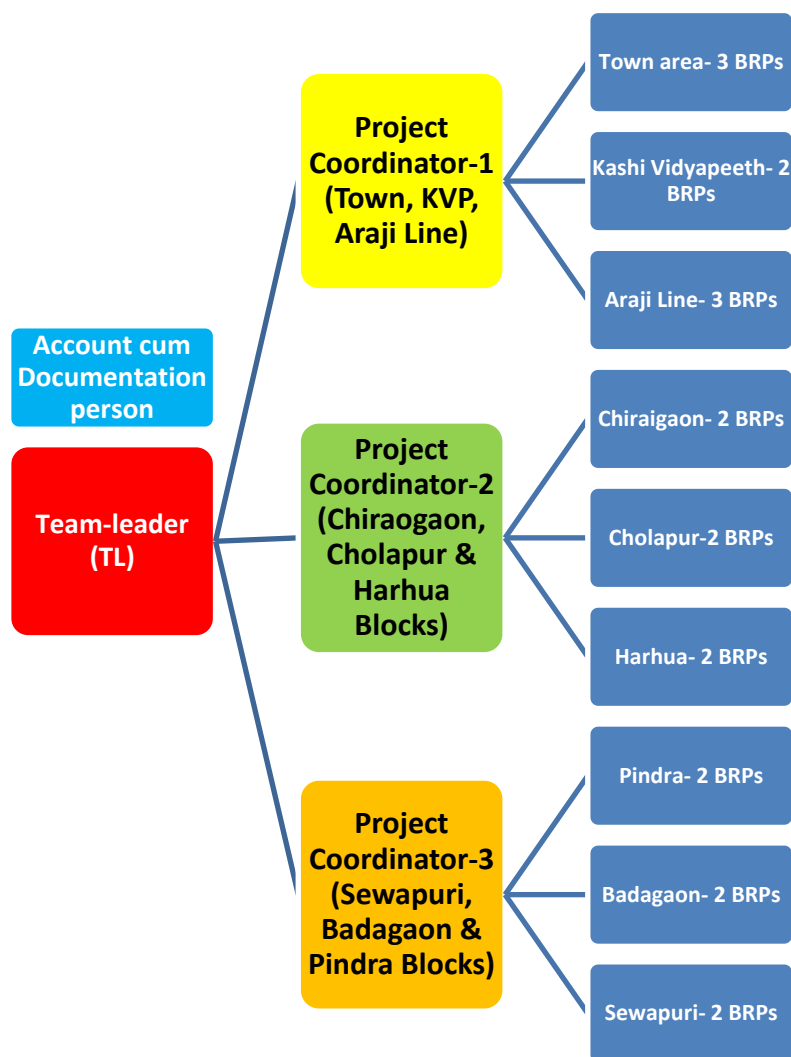 Account cum
Documentation
person
Team-leader
(TL)
Project
Coordinator-1
(Town, KVP,
Araji Line)
Town area- 3 BRPs
Kashi Vidyapeeth- 2
BRPs
Araji Line- 3 BRPs
Project
Coordinator-2
(Chiraogaon,
Cholapur &
Harhua
Blocks)
Chiraigaon- 2 BRPs
Cholapur-2 BRPs
Harhua- 2 BRPs
Project
Coordinator-3
(Sewapuri,
Badagaon &
Pindra Blocks)
Pindra- 2 BRPs
Badagaon- 2 BRPs
Sewapuri- 2 BRPs